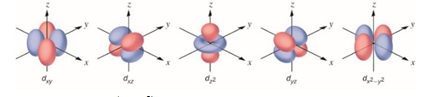 z z z z z
y y y y y
x x x x x
d_xy d_xz d_z² d_yz d_x²−y²